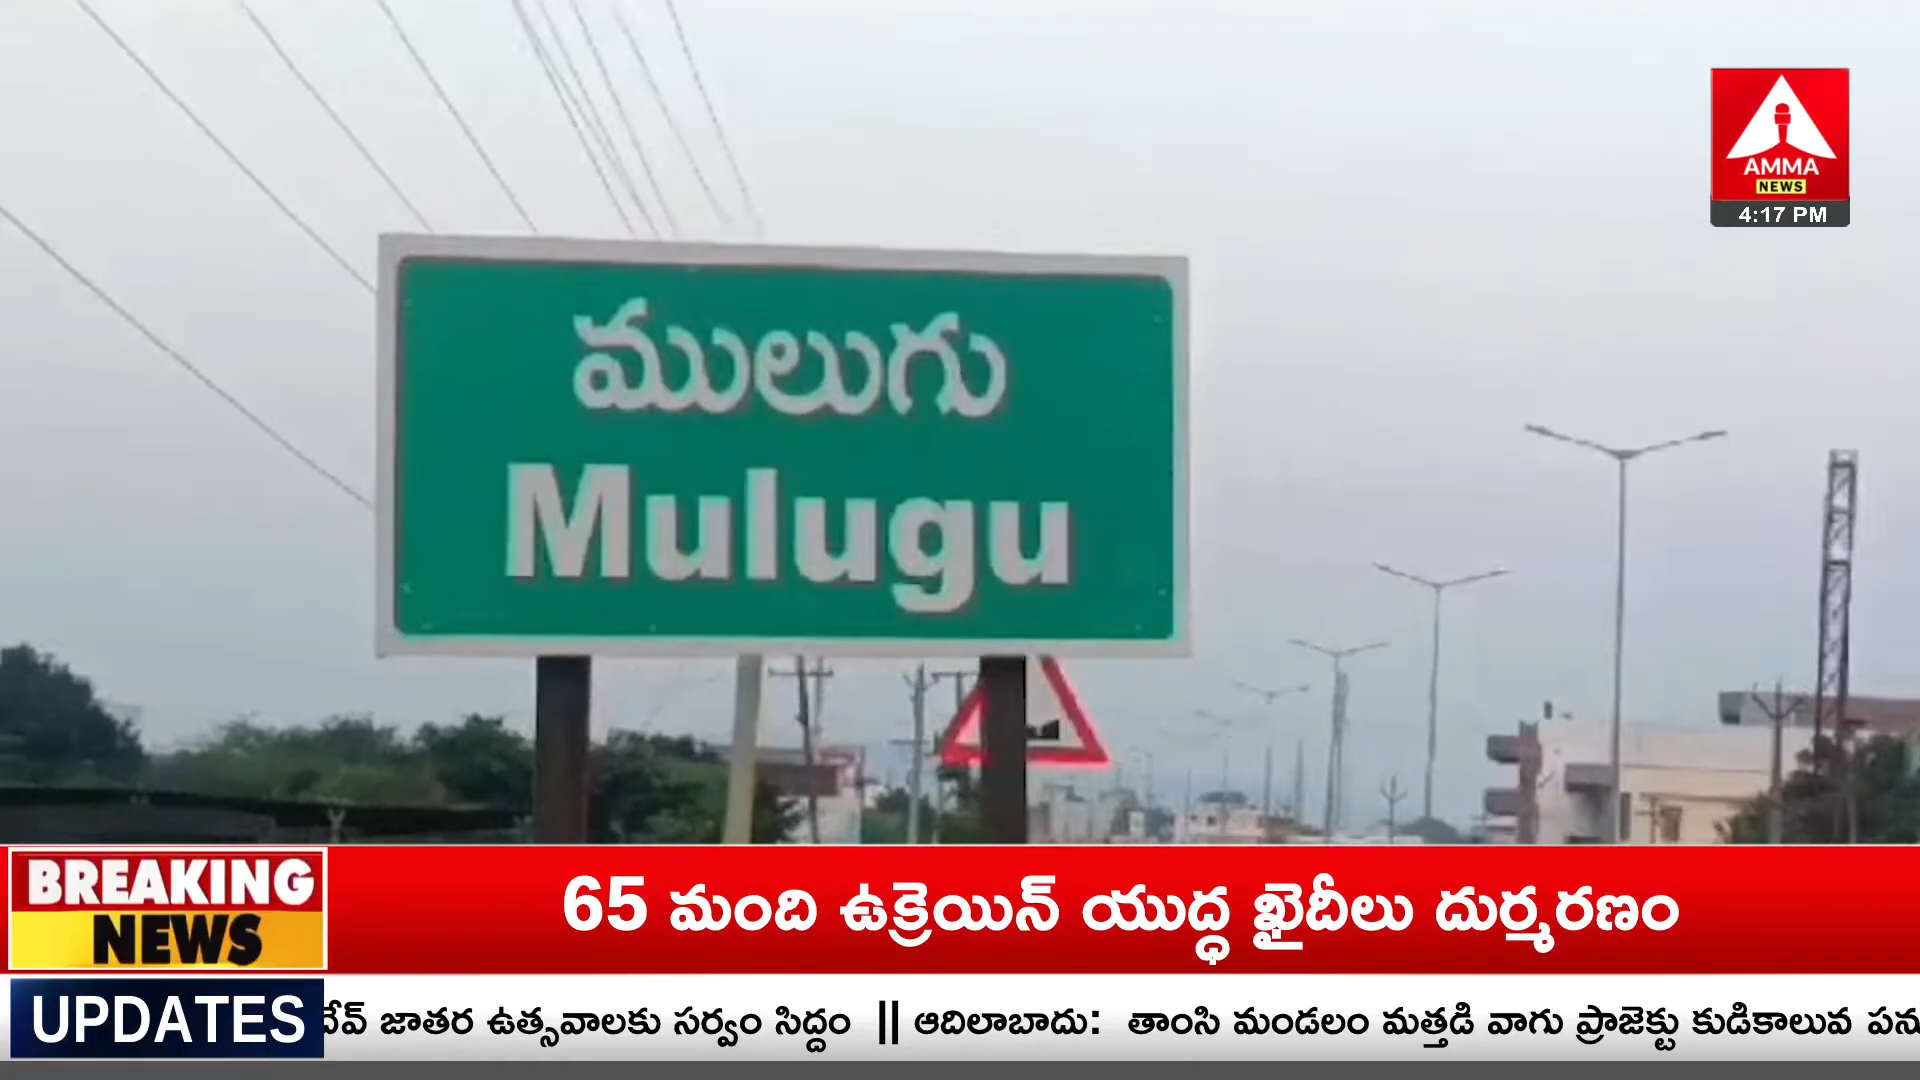 AMMA
NEWS
4:17 PM
ములుగు
Mulugu
BREAKING
NEWS
65 మంది ఉక్రెయిన్ యుద్ధ ఖైదీలు దుర్మరణం
UPDATES
దేవ్ జాతర ఉత్సవాలకు సర్వం సిద్దం || ఆదిలాబాదు: తాంసి మండలం మత్తడి వాగు ప్రాజెక్టు కుడికాలువ